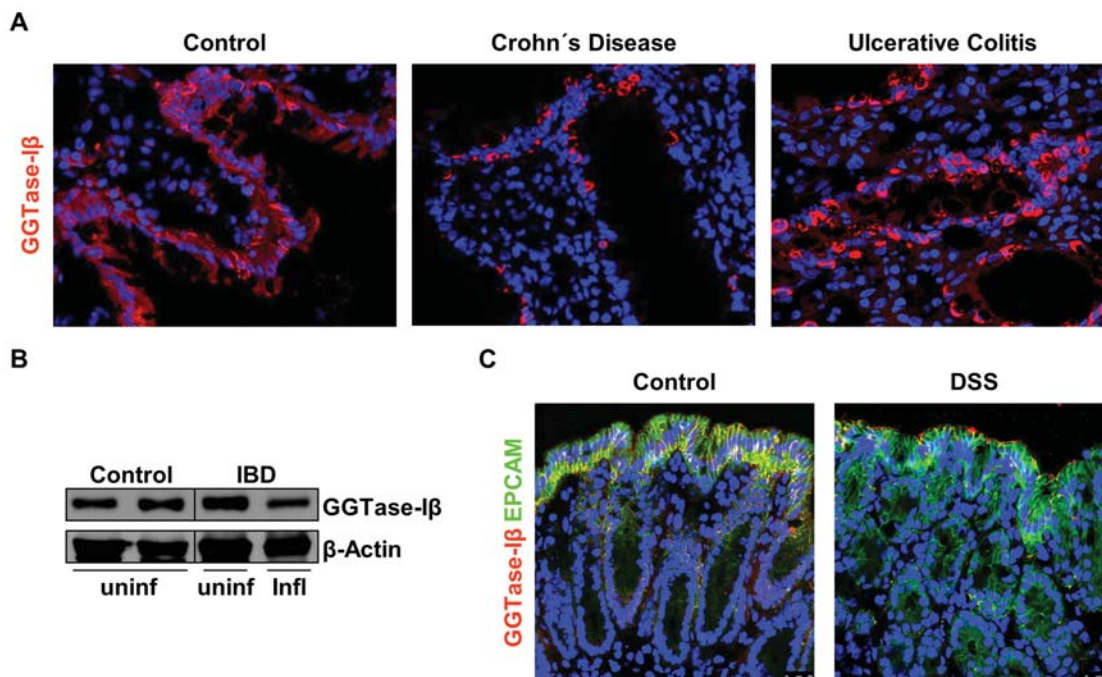 A
Control
Crohn´s Disease
Ulcerative Colitis
GGTase-Iβ
B
Control IBD
GGTase-Iβ
β-Actin
uninf uninf Infl
C
Control
DSS
GGTase-Iβ EPCAM